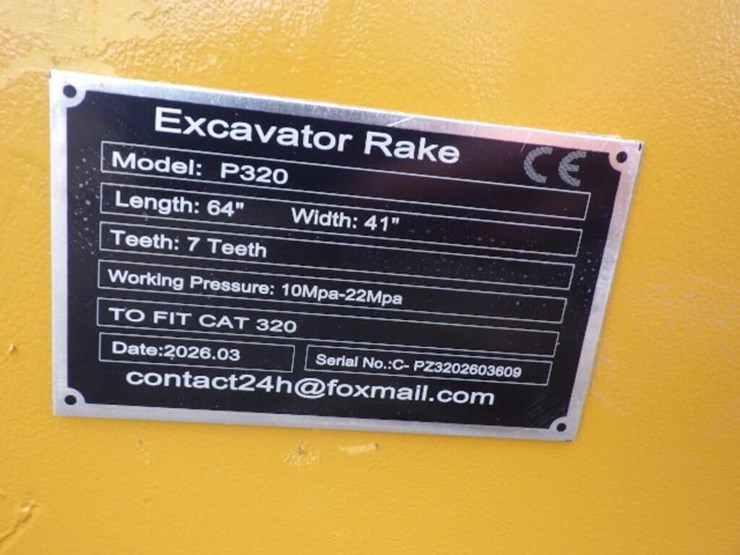 Excavator Rake
CE
Model: P320
Length: 64" Width: 41"
Teeth: 7 Teeth
Working Pressure: 10Mpa-22Mpa
TO FIT CAT 320
Date:2026.03 Serial No.:C- PZ3202603609
contact24h@foxmail.com